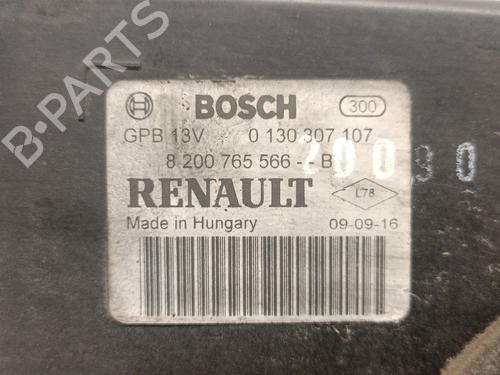 B-PARTS
BOSCH 300
GPB 13V 0 130 307 107
8 200 765 566 - - B
RENAULT L78
Made in Hungary 09-09-16